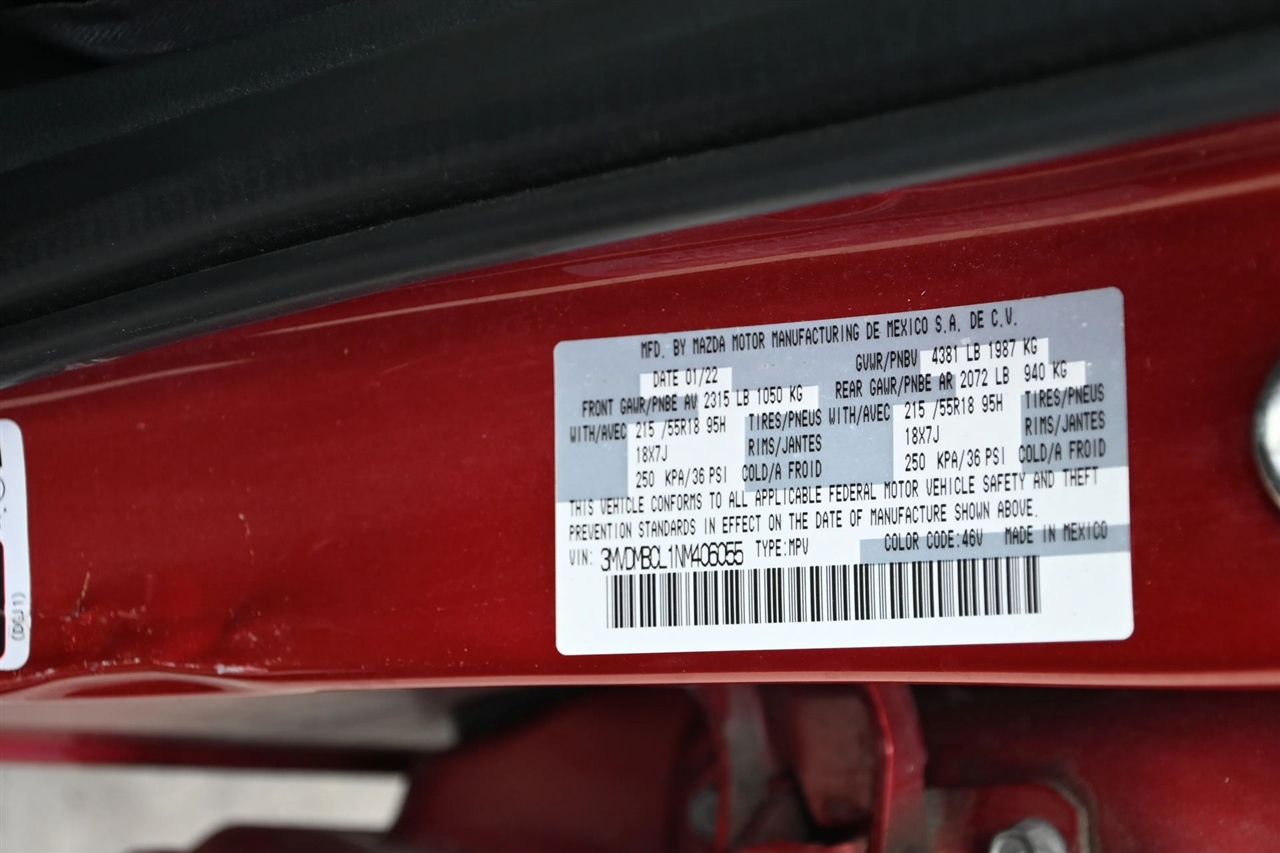 MFD. BY MAZDA MOTOR MANUFACTURING DE MEXICO S.A. DE C.V.
DATE 01/22 GVWR/PNBV 4381 LB 1987 KG
FRONT GAWR/PNBE AV 2315 LB 1050 KG REAR GAWR/PNBE AR 2072 LB 940 KG
WITH/AVEC 215 /55R18 95H TIRES/PNEUS WITH/AVEC 215 /55R18 95H TIRES/PNEUS
18X7J RIMS/JANTES 18X7J RIMS/JANTES
250 KPA/36 PSI COLD/A FROID 250 KPA/36 PSI COLD/A FROID
THIS VEHICLE CONFORMS TO ALL APPLICABLE FEDERAL MOTOR VEHICLE SAFETY AND THEFT
PREVENTION STANDARDS IN EFFECT ON THE DATE OF MANUFACTURE SHOWN ABOVE.
VIN: 3MVDMBCL1NM406055 TYPE:MPV COLOR CODE:46V MADE IN MEXICO